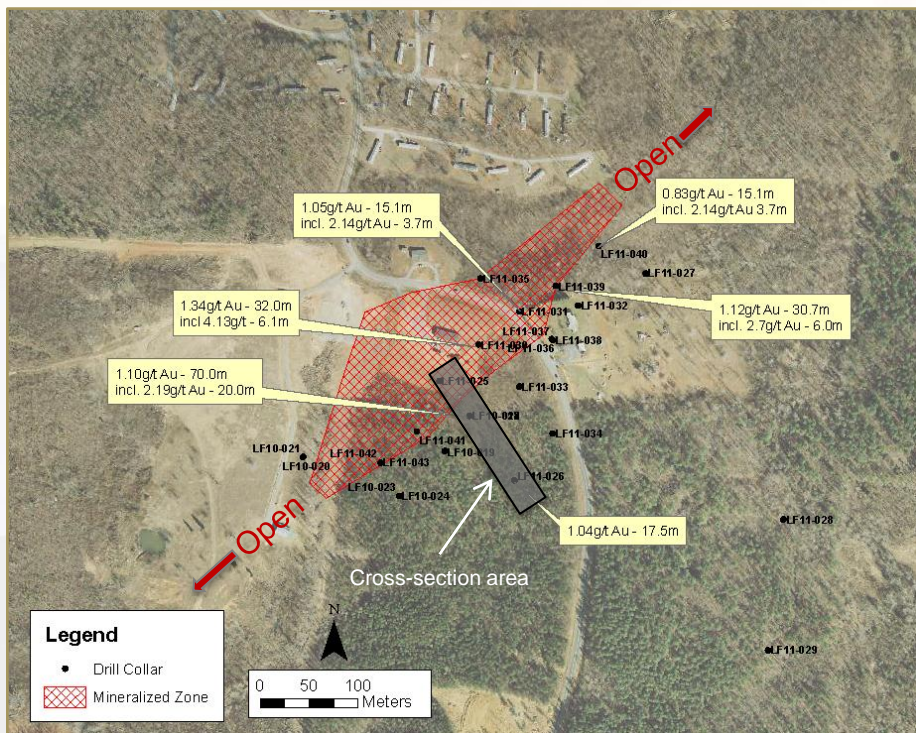 Open
0.83g/t Au - 15.1m
incl. 2.14g/t Au 3.7m
1.05g/t Au - 15.1m
incl. 2.14g/t Au - 3.7m
LF11-040
LF11-027
LF11-035
LF11-039
1.34g/t Au - 32.0m
incl 4.13g/t - 6.1m
LF11-031
LF11-032
1.12g/t Au - 30.7m
incl. 2.7g/t Au - 6.0m
LF11-037
LF11-038
LF11-036
1.10g/t Au - 70.0m
incl. 2.19g/t Au - 20.0m
LF11-025
LF11-033
LF11-041
LF11-034
LF10-021
LF11-042
LF10-019
LF10-020
LF11-043
LF10-023
LF11-026
LF10-024
Open
1.04g/t Au - 17.5m
LF11-028
Cross-section area
N
Legend
Drill Collar
Mineralized Zone
0 50 100
Meters
LF11-029